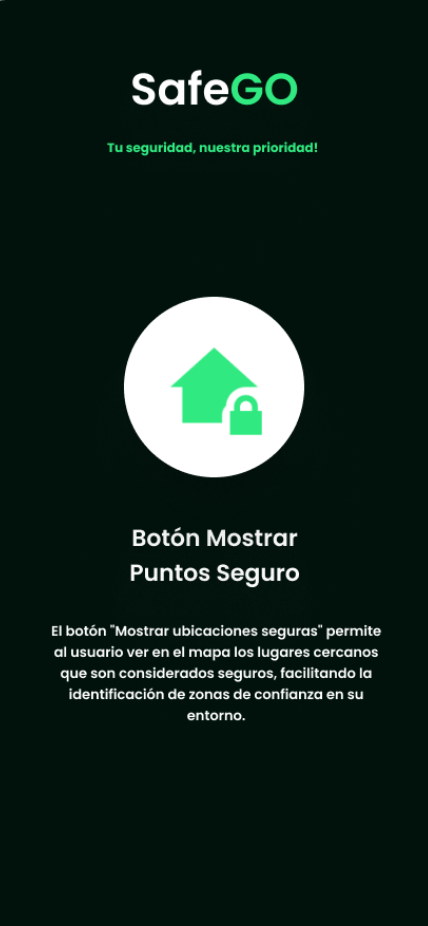 SafeGO
Tu seguridad, nuestra prioridad!
Botón Mostrar
Puntos Seguro
El botón "Mostrar ubicaciones seguras" permite
al usuario ver en el mapa los lugares cercanos
que son considerados seguros, facilitando la
identificación de zonas de confianza en su
entorno.